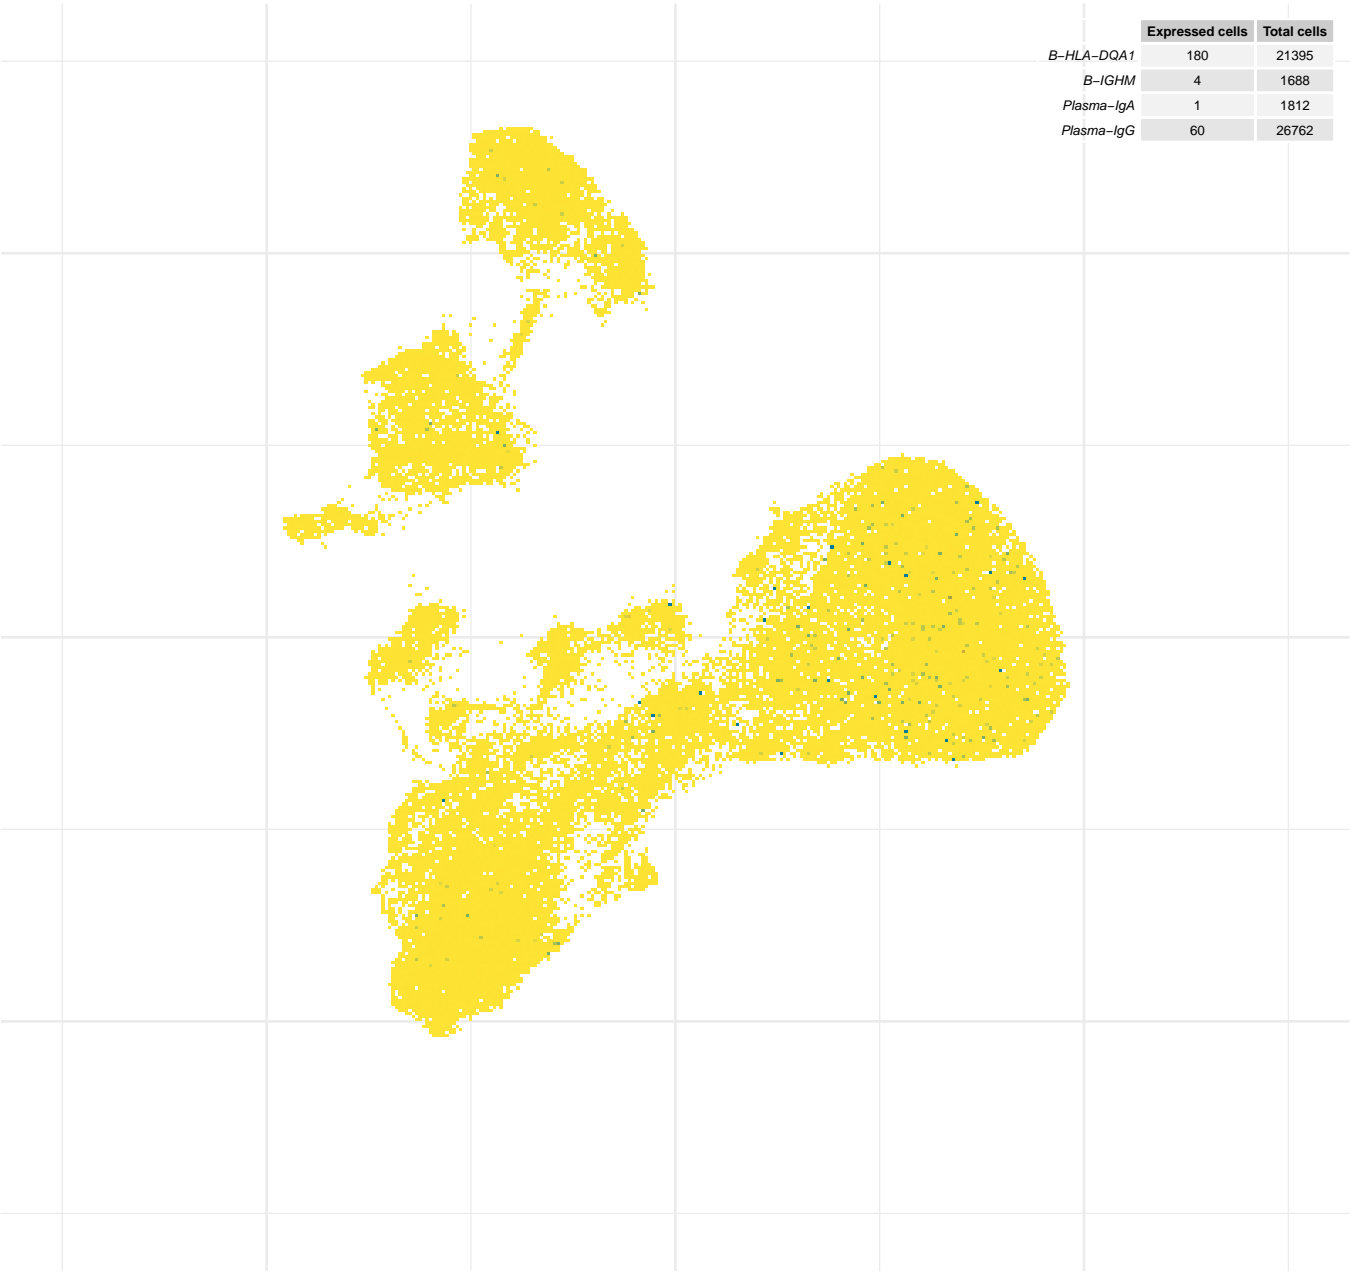 Expressed cells Total cells
B−HLA−DQA1 180 21395
B−IGHM 4 1688
Plasma−IgA 1 1812
Plasma−IgG 60 26762